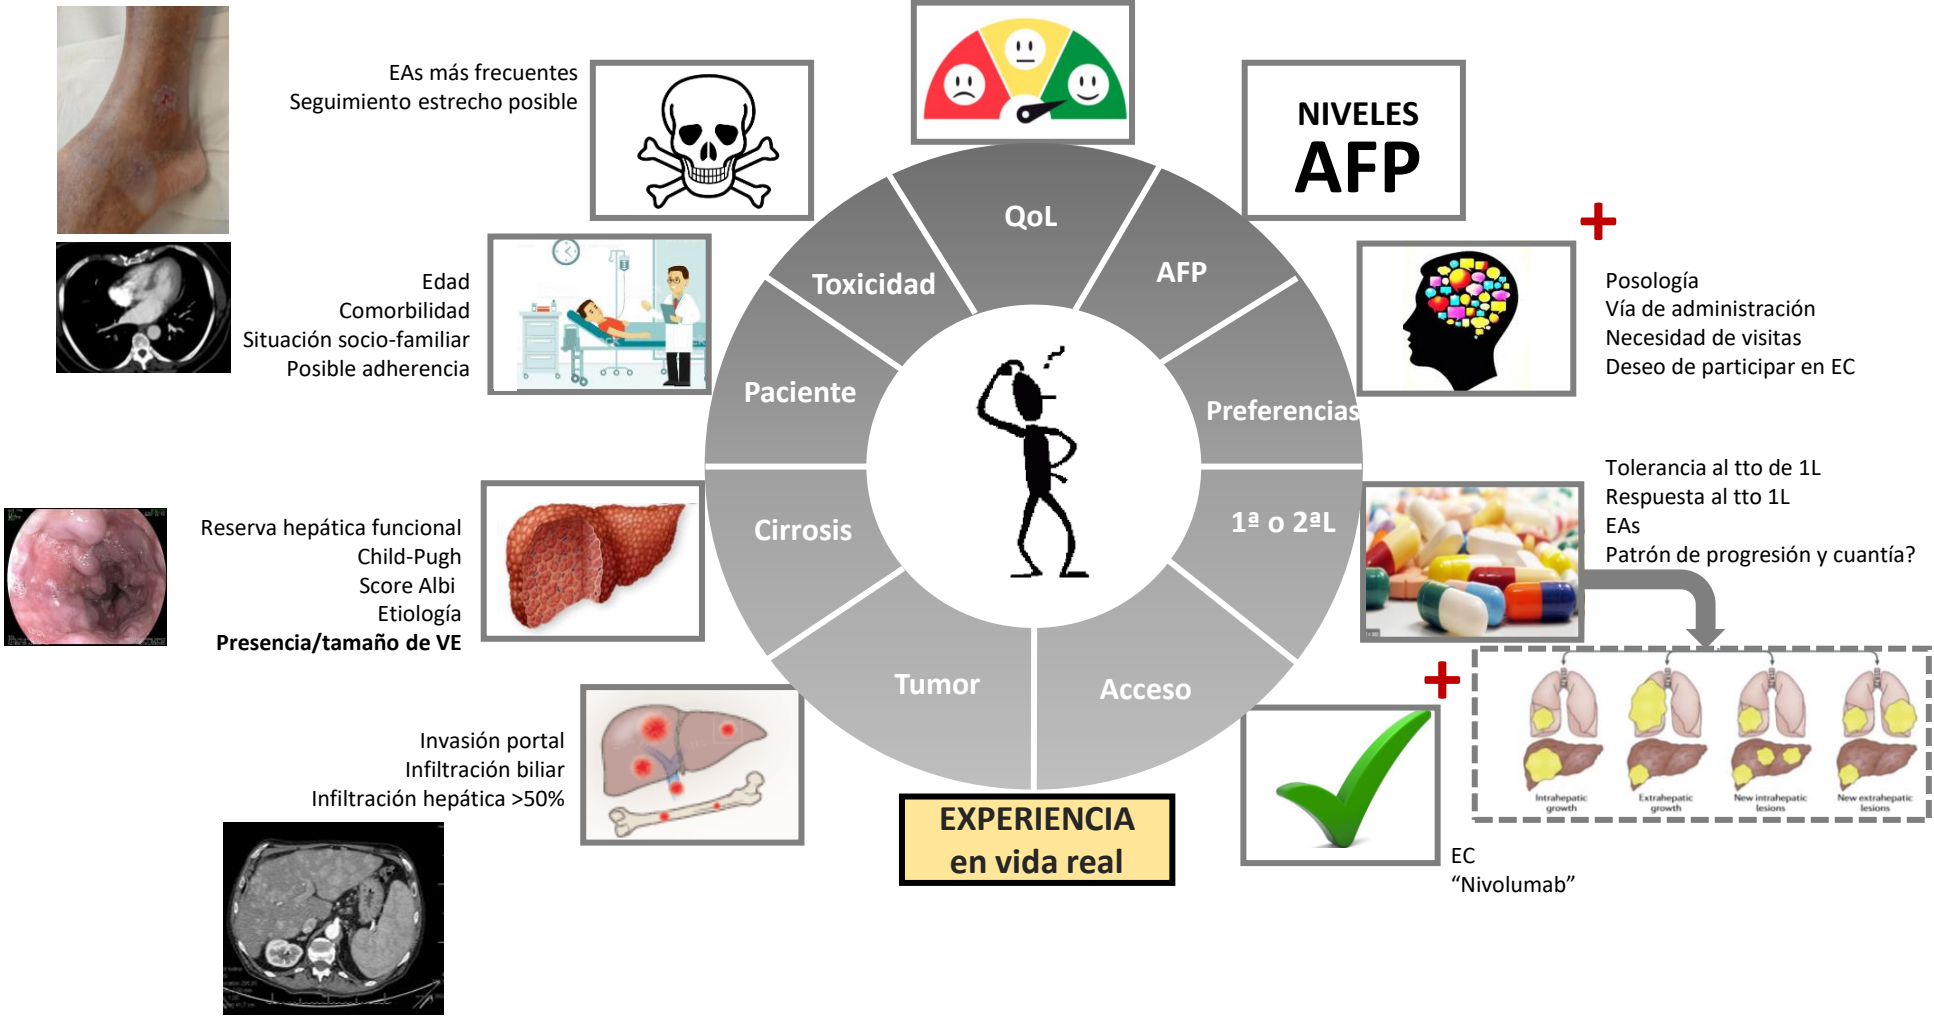 EAs más frecuentes
Seguimiento estrecho posible
NIVELES
AFP
QoL
Toxicidad
AFP
Edad
Comorbilidad
Situación socio-familiar
Posible adherencia
Posología
Vía de administración
Necesidad de visitas
Deseo de participar en EC
Paciente
Preferencias
Cirrosis
1ª o 2ªL
Reserva hepática funcional
Child-Pugh
Score Albi
Etiología
Presencia/tamaño de VE
Tolerancia al tto de 1L
Respuesta al tto 1L
EAs
Patrón de progresión y cuantía?
Tumor
Acceso
Invasión portal
Infiltración biliar
Infiltración hepática >50%
Intrahepatic
growth
Extrahepatic
growth
New intrahepatic
lesions
New extrahepatic
lesions
EXPERIENCIA
en vida real
EC
“Nivolumab”